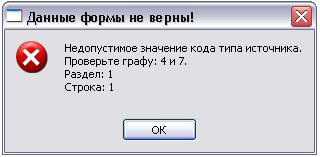 Данные формы не верны!
Недопустимое значение кода типа источника.
Проверьте графу: 4 и 7.
Раздел: 1
Строка: 1
OK